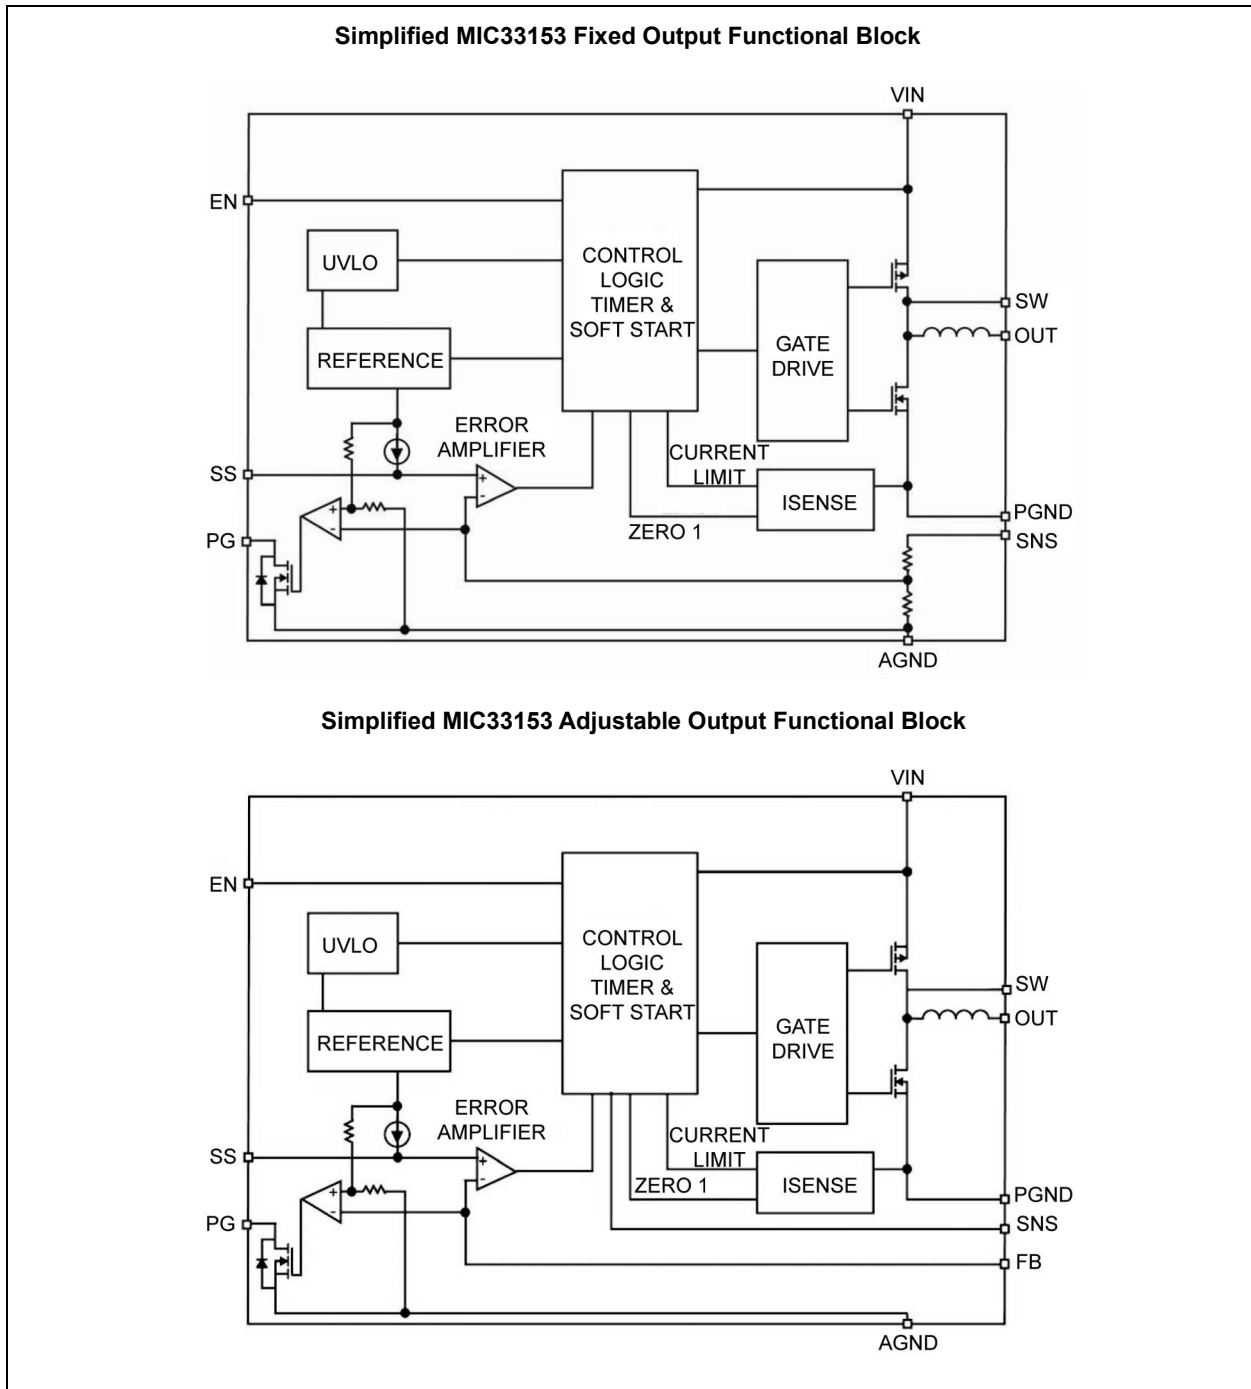 Simplified MIC33153 Fixed Output Functional Block
VIN
EN
UVLO
CONTROL
LOGIC
TIMER &
SOFT START
REFERENCE
GATE
DRIVE
SW
OUT
ERROR
AMPLIFIER
CURRENT
LIMIT
SS
+
-
ISENSE
+
-
ZERO 1
PG
PGND
SNS
AGND
Simplified MIC33153 Adjustable Output Functional Block
VIN
EN
UVLO
CONTROL
LOGIC
TIMER &
SOFT START
REFERENCE
GATE
DRIVE
SW
OUT
ERROR
AMPLIFIER
CURRENT
LIMIT
SS
+
-
ISENSE
+
-
ZERO 1
PG
PGND
SNS
FB
AGND